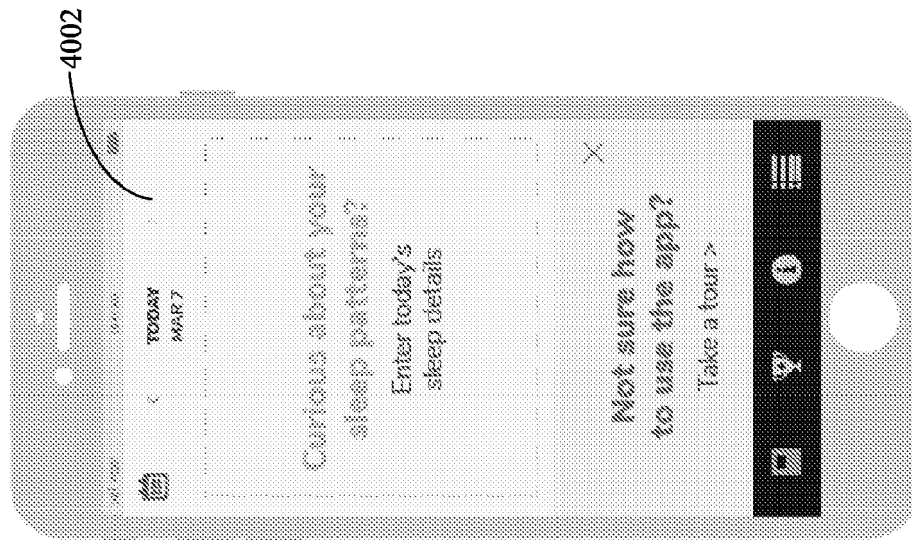 4002
TODAY
MAR 7
Curious about your
sleep patterns?
Enter today's
sleep details
Not sure how
to use the app?
Take a tour >